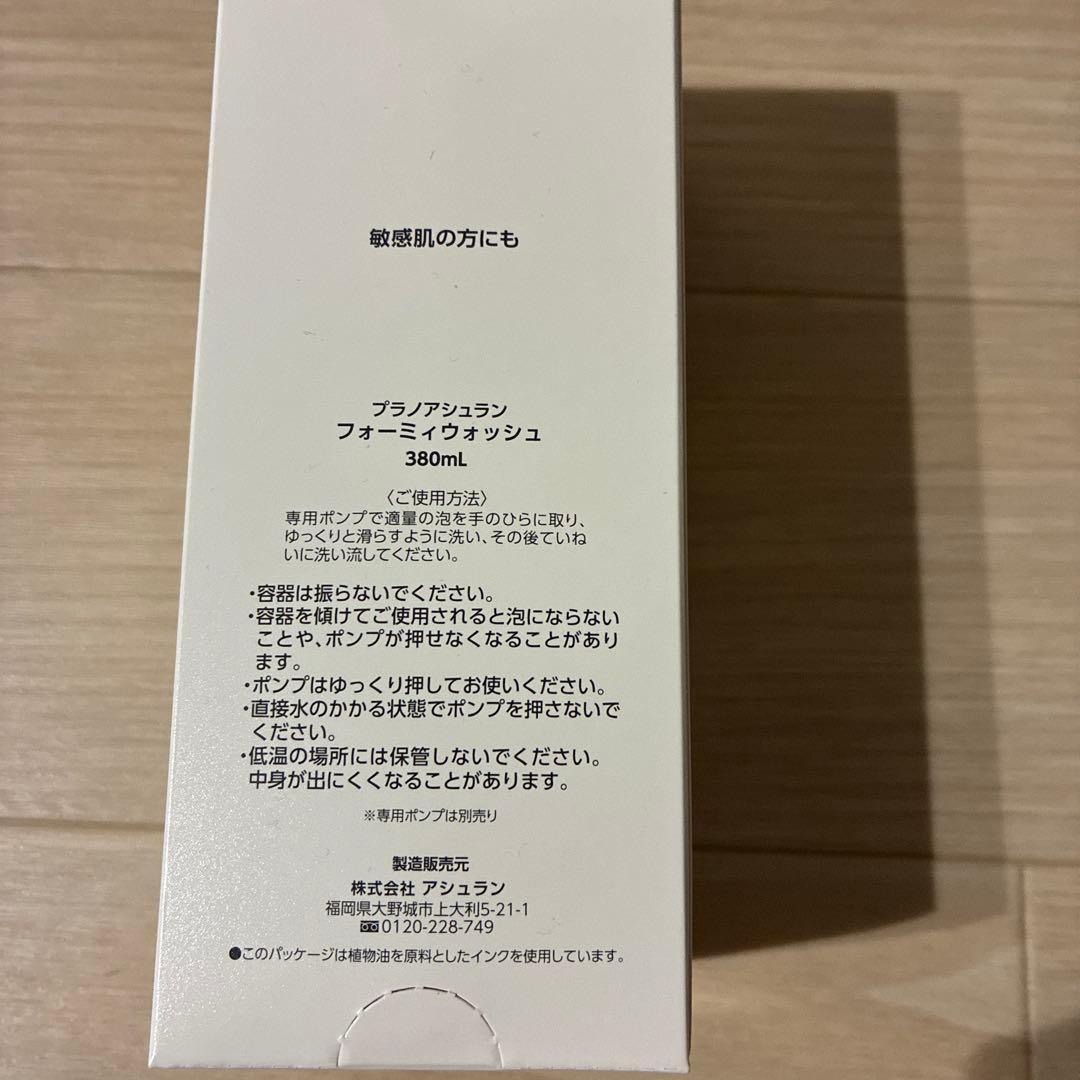 敏感肌の方にも
プラノアシュラン
フォーミィウォッシュ
380mL
〈ご使用方法〉
専用ポンプで適量の泡を手のひらに取り、
ゆっくりと滑らすように洗い、その後ていね
いに洗い流してください。
・容器は振らないでください。
・容器を傾けてご使用されると泡にならない
ことや、ポンプが押せなくなることがあり
ます。
・ポンプはゆっくり押してお使いください。
・直接水のかかる状態でポンプを押さないで
ください。
・低温の場所には保管しないでください。
中身が出にくくなることがあります。
※専用ポンプは別売り
製造販売元
株式会社 アシュラン
福岡県大野城市上大利5-21-1
0120-228-749
●このパッケージは植物油を原料としたインクを使用しています。